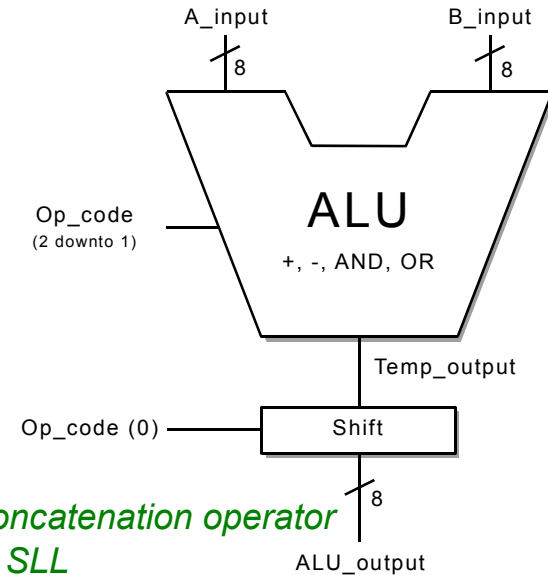 A_input B_input
8 8
Op_code
(2 downto 1)
ALU
+, -, AND, OR
Temp_output
Op_code (0) Shift
8
oncatenation operator
SLL
ALU_output